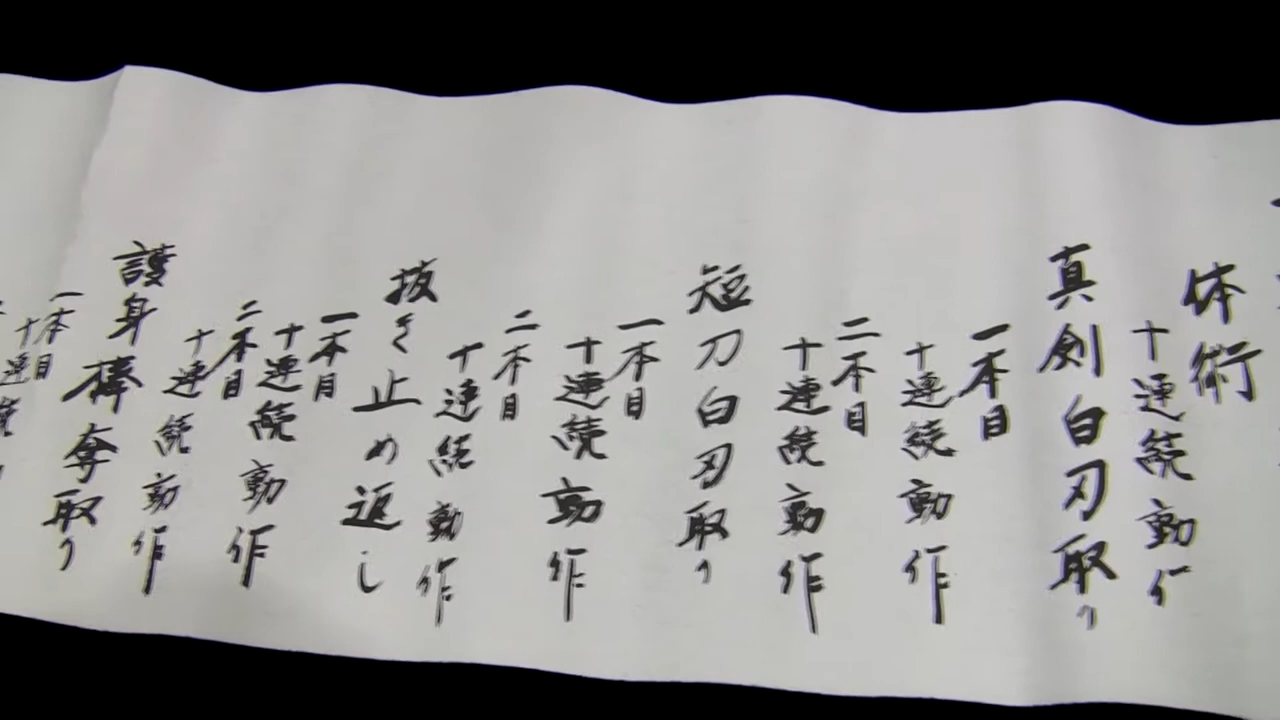 体術
十連続動作
真剣白刃取り
一本目
十連続動作
二本目
十連続動作
短刀白刃取り
一本目
十連続動作
二本目
十連続動作
抜き止め返し
一本目
十連続動作
二本目
十連続動作
護身棒奪取り
一本目
十連続